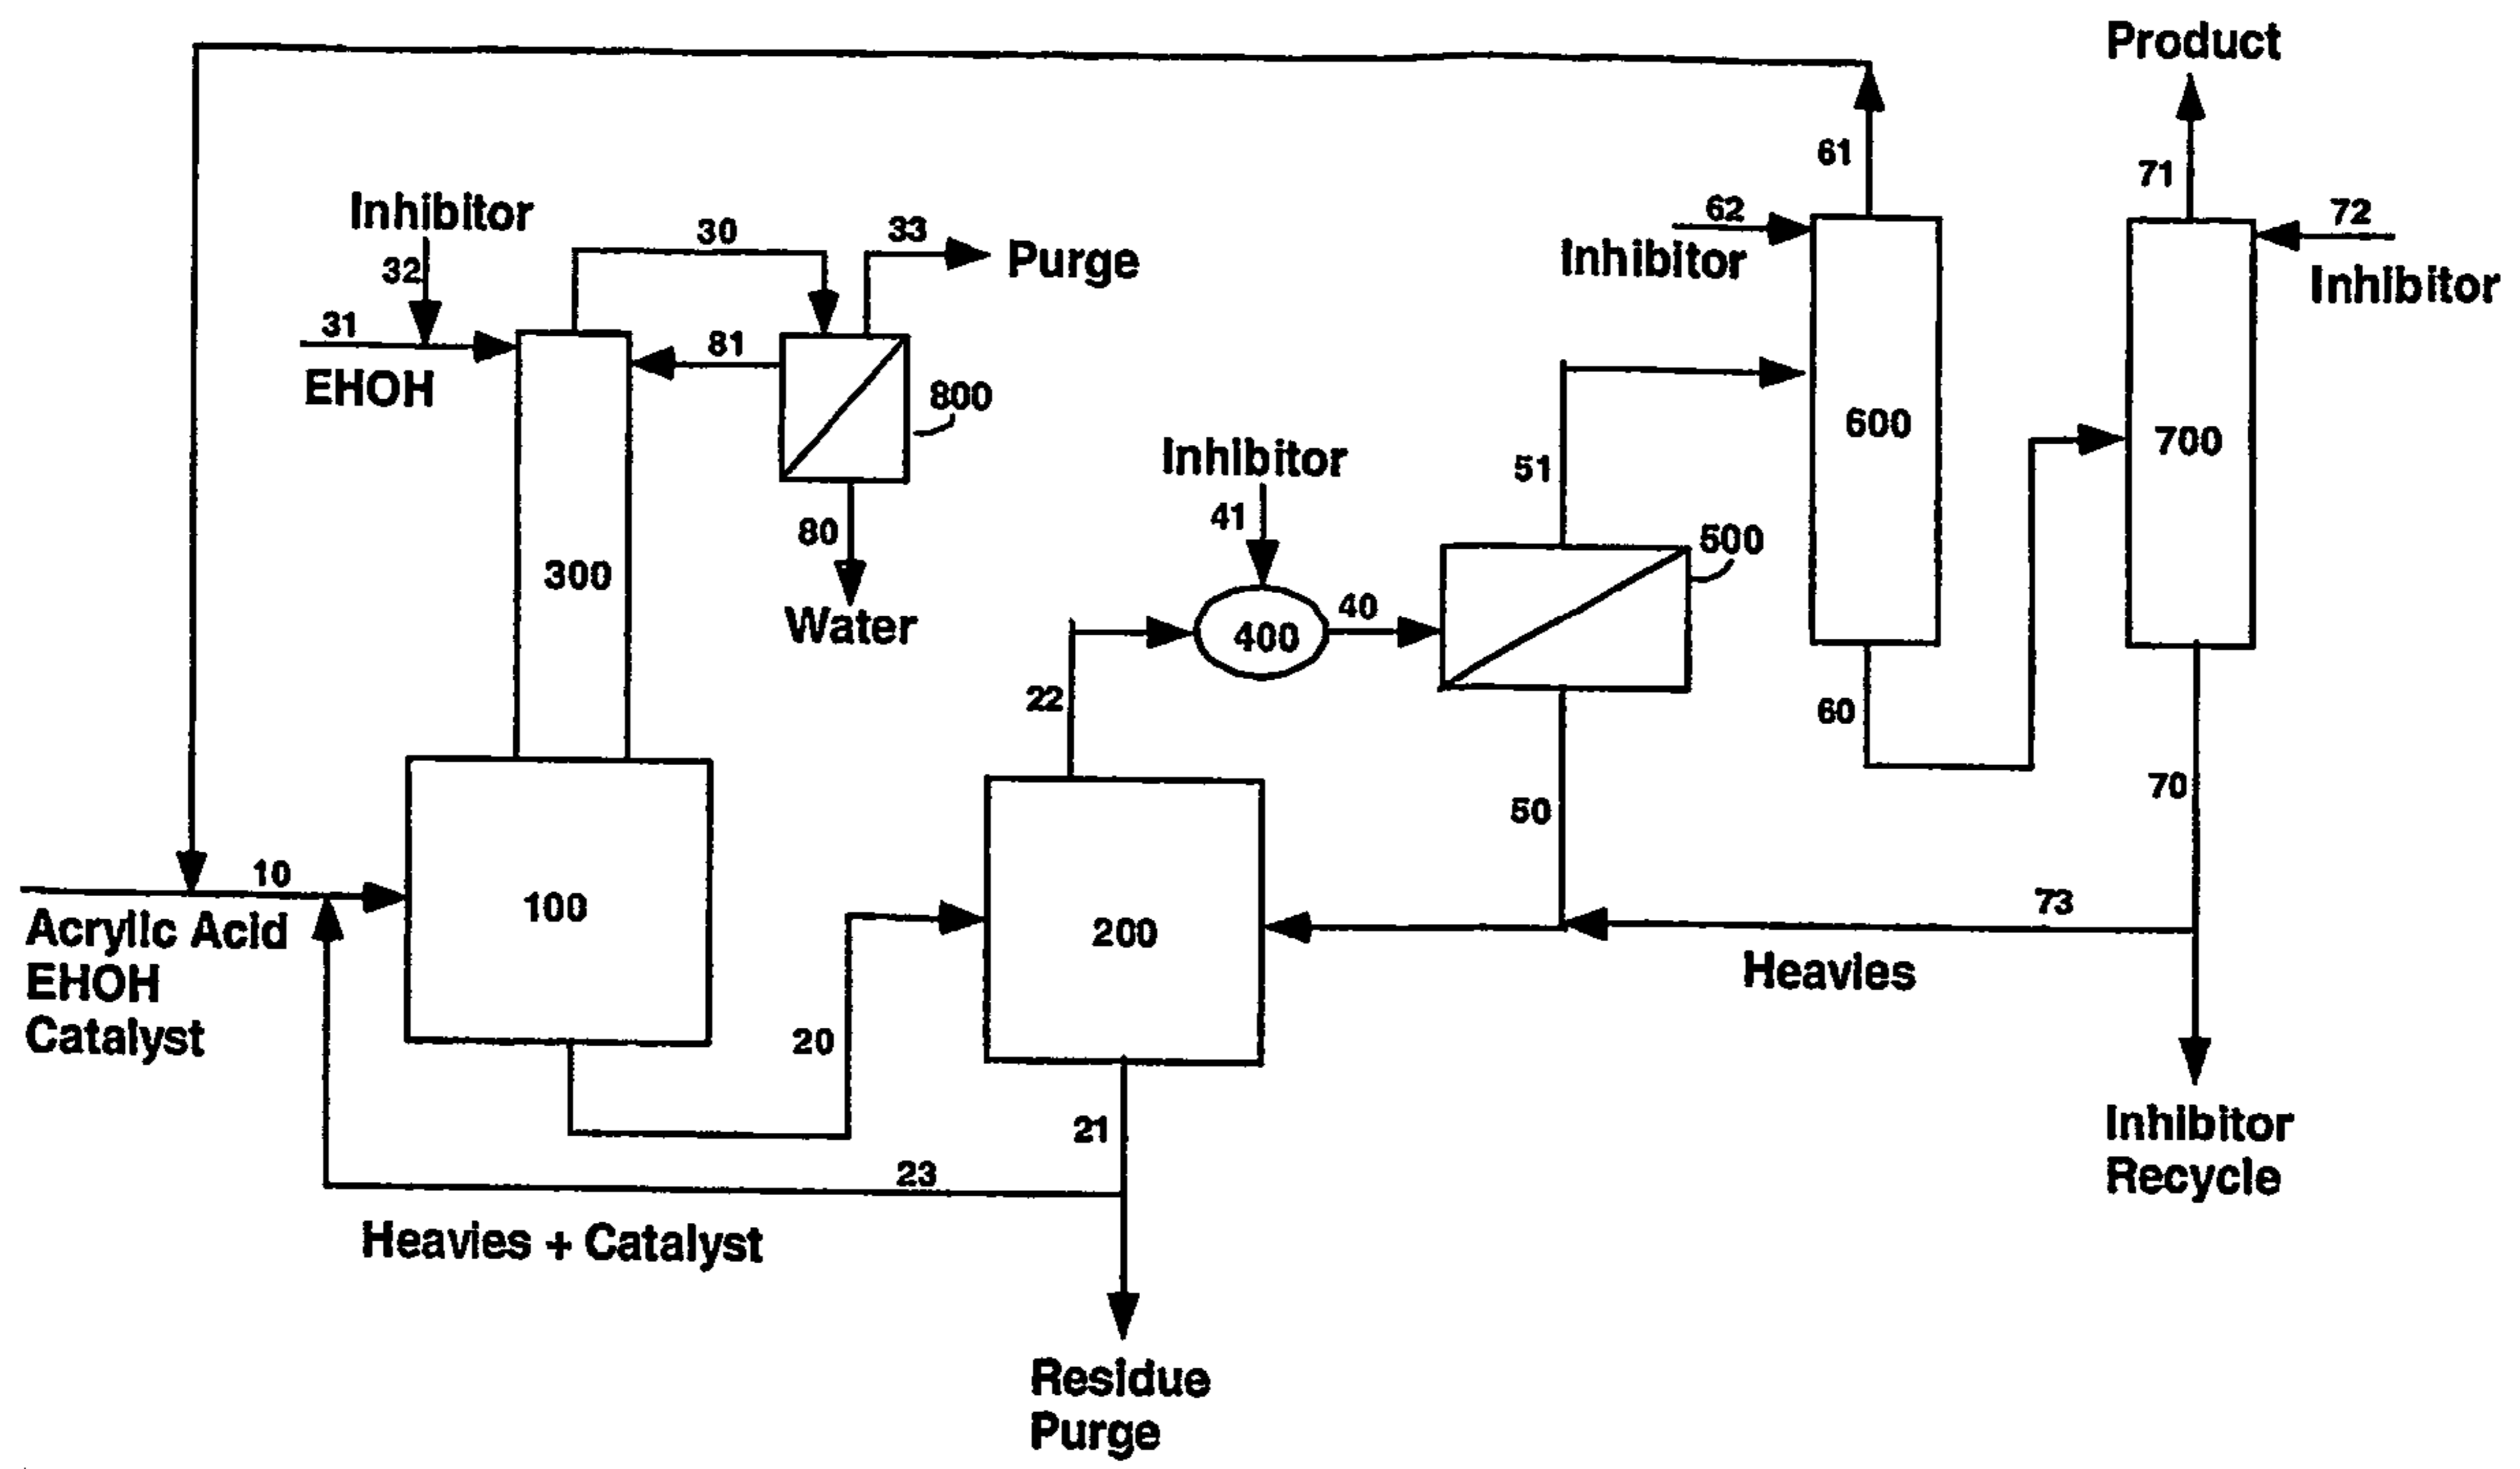 Product
61
71
Inhibitor
30
33
62
72
32
Purge
Inhibitor
Inhibitor
31
81
EHOH
800
600
700
Inhibitor
51
41
80
500
300
Water
40
400
22
60
70
50
10
73
Acrylic Acid
100
200
EHOH
Heavies
Catalyst
20
21
Inhibitor
Recycle
23
Heavies + Catalyst
Residue
Purge